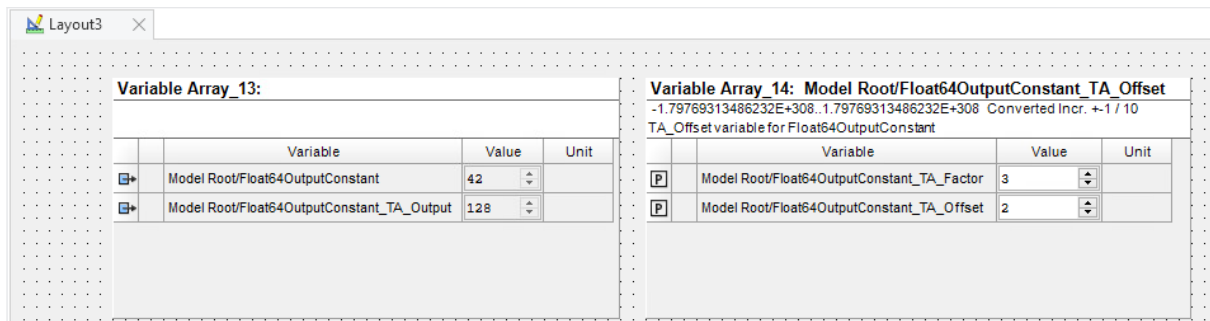 Layout3
Variable Array_13:
Variable Value Unit
Model Root/Float64OutputConstant 42
Model Root/Float64OutputConstant_TA_Output 128
Variable Array_14: Model Root/Float64OutputConstant_TA_Offset
-1.79769313486232E+308..1.79769313486232E+308 Converted Incr. +-1 / 10
TA_Offset variable for Float64OutputConstant
Variable Value Unit
P Model Root/Float64OutputConstant_TA_Factor 3
P Model Root/Float64OutputConstant_TA_Offset 2